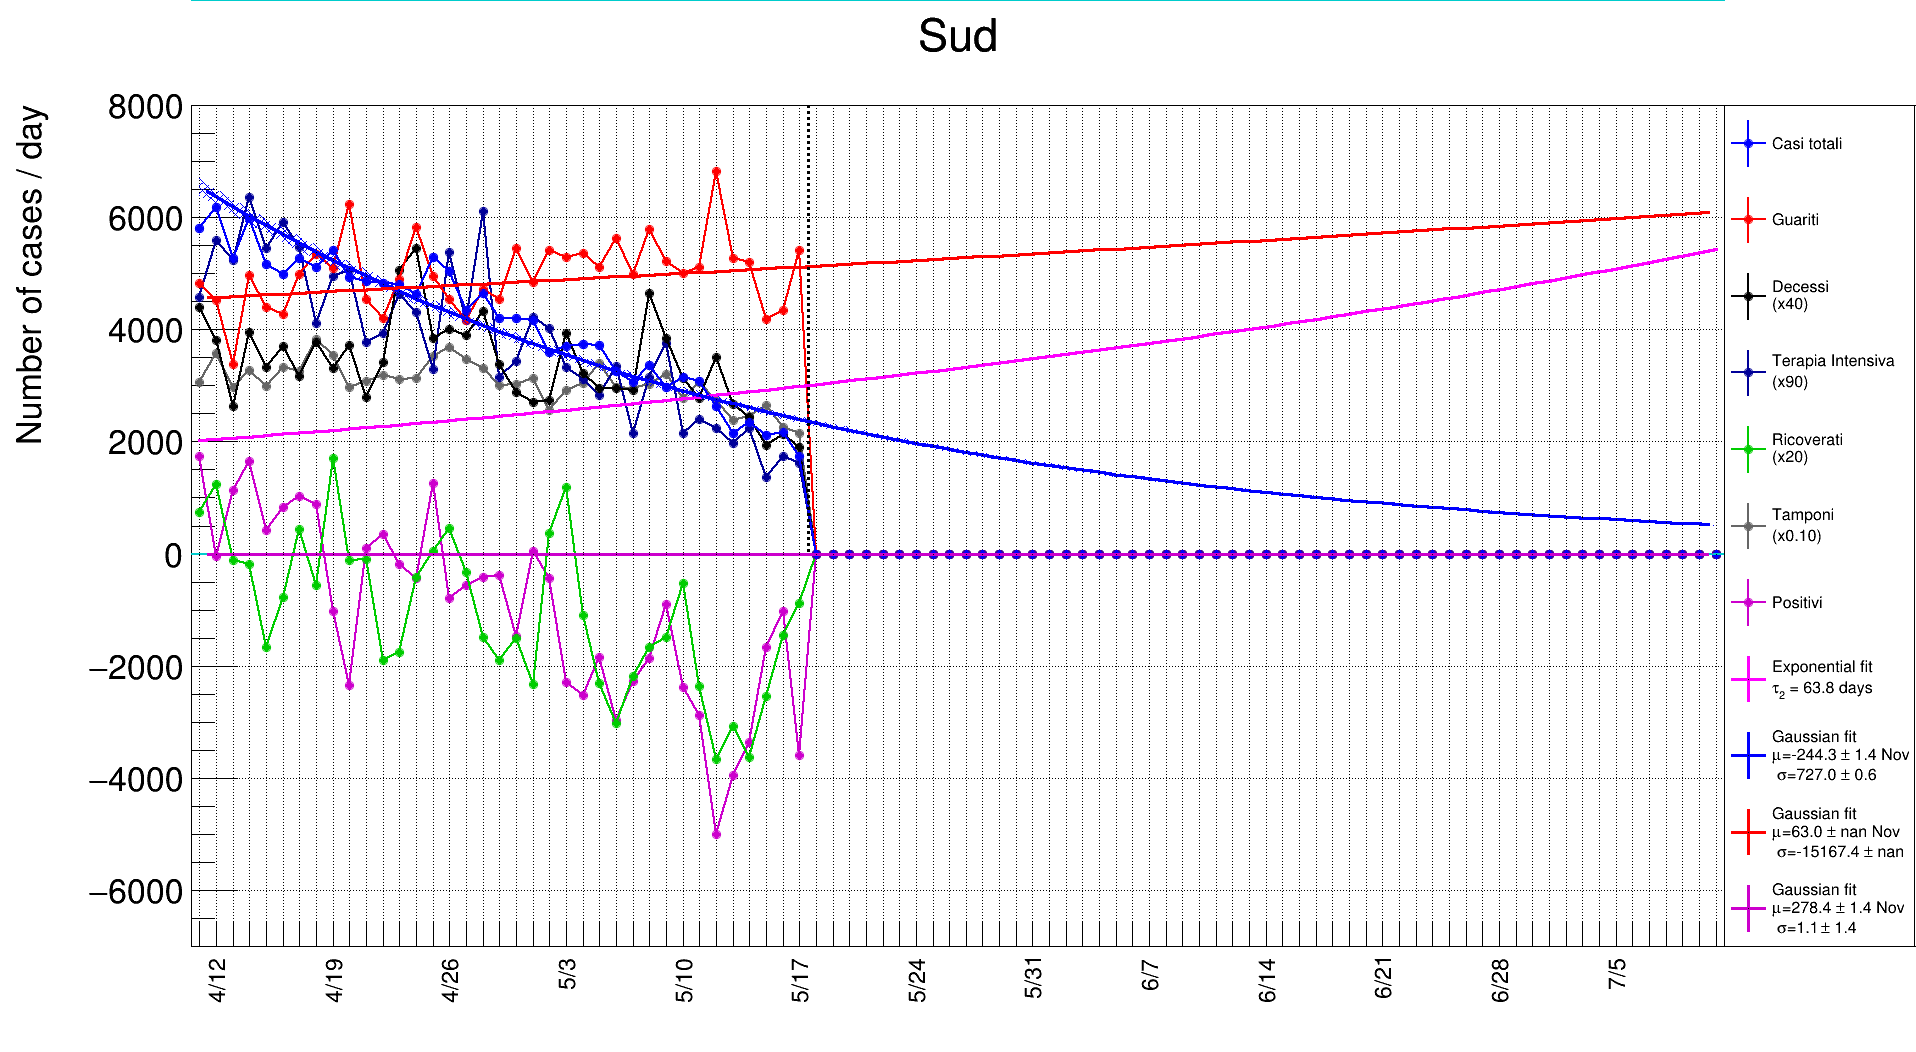 Sud
Number of cases / day
8000
6000
4000
2000
0
−2000
−4000
−6000
4/12
4/19
4/26
5/3
5/10
5/17
5/24
5/31
6/7
6/14
6/21
6/28
7/5
Casi totali
Guariti
Decessi
(x40)
Terapia Intensiva
(x90)
Ricoverati
(x20)
Tamponi
(x0.10)
Positivi
Exponential fit
τ2 = 63.8 days
Gaussian fit
μ=-244.3 ± 1.4 Nov
σ=727.0 ± 0.6
Gaussian fit
μ=63.0 ± nan Nov
σ=-15167.4 ± nan
Gaussian fit
μ=278.4 ± 1.4 Nov
σ=1.1 ± 1.4